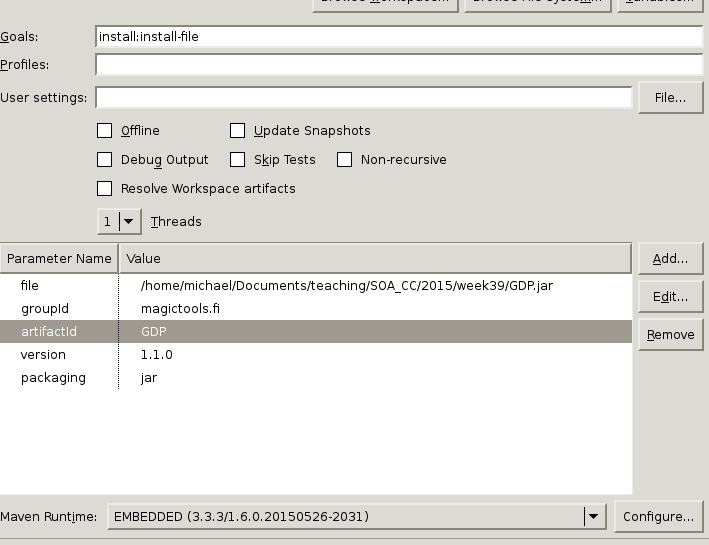 Goals: install:install-file
Profiles:
User settings: File...
Offline Update Snapshots
Debug Output Skip Tests Non-recursive
Resolve Workspace artifacts
1 Threads
Parameter Name Value Add...
file /home/michael/Documents/teaching/SOA_CC/2015/week39/GDP.jar
groupId magictools.fi Edit...
artifactId GDP Remove
version 1.1.0
packaging jar
Maven Runtime: EMBEDDED (3.3.3/1.6.0.20150526-2031) Configure...